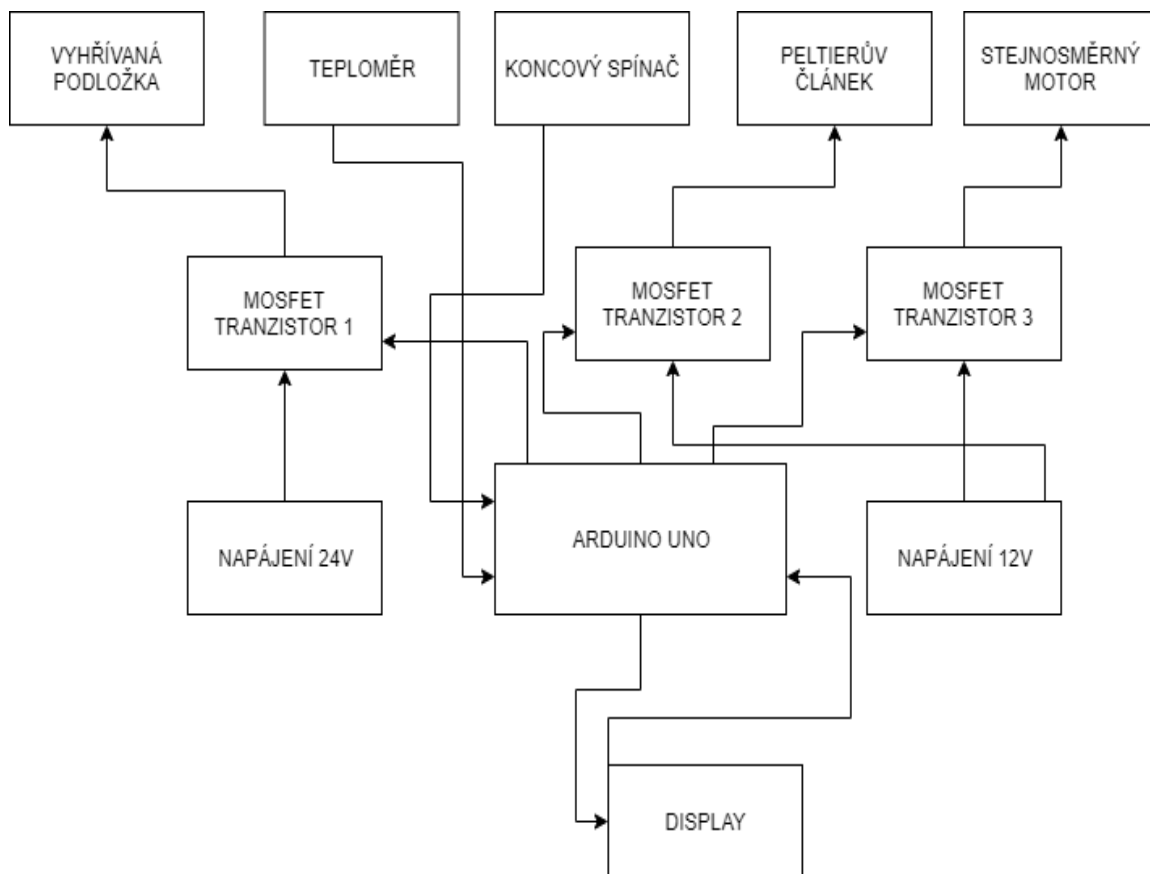 VYHŘÍVANÁ
PODLOŽKA
TEPLOMĚR
KONCOVÝ SPÍNAČ
PELTIERŮV
ČLÁNEK
STEJNOSMĚRNÝ
MOTOR
MOSFET
TRANZISTOR 1
MOSFET
TRANZISTOR 2
MOSFET
TRANZISTOR 3
NAPÁJENÍ 24V
ARDUINO UNO
NAPÁJENÍ 12V
DISPLAY